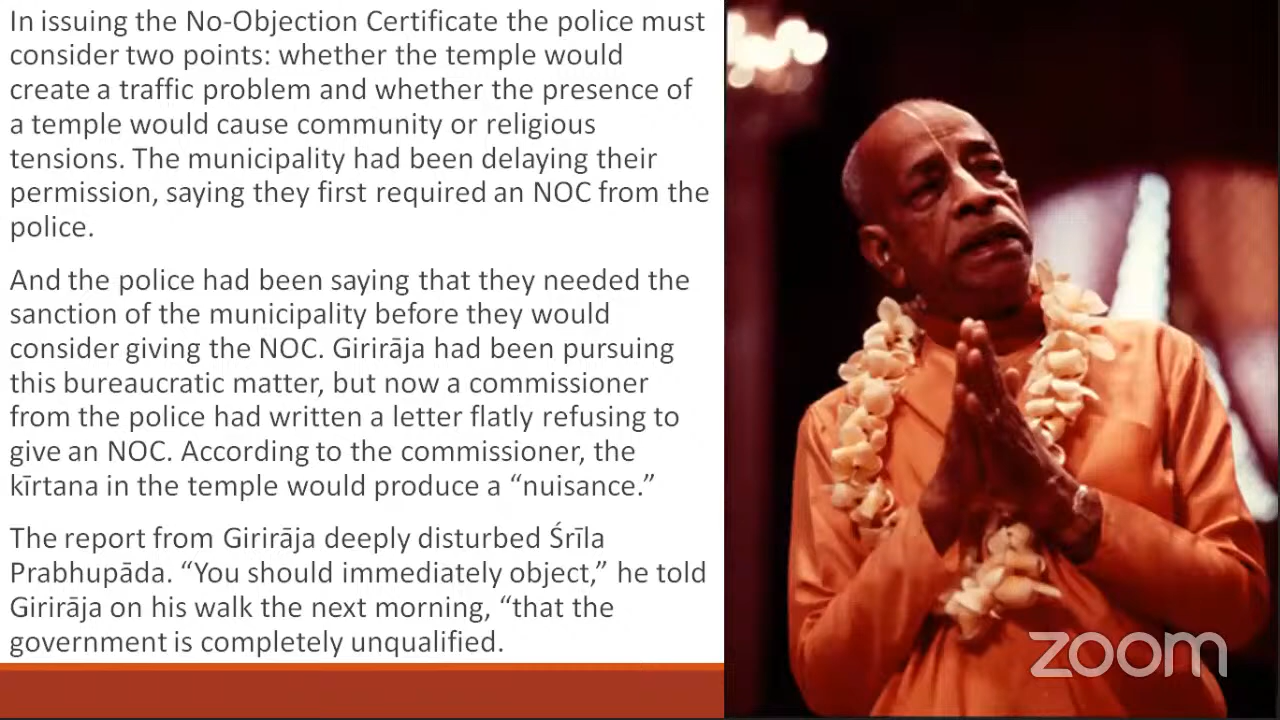 In issuing the No-Objection Certificate the police must
consider two points: whether the temple would
create a traffic problem and whether the presence of
a temple would cause community or religious
tensions. The municipality had been delaying their
permission, saying they first required an NOC from the
police.
And the police had been saying that they needed the
sanction of the municipality before they would
consider giving the NOC. Girirāja had been pursuing
this bureaucratic matter, but now a commissioner
from the police had written a letter flatly refusing to
give an NOC. According to the commissioner, the
kīrtana in the temple would produce a “nuisance.”
The report from Girirāja deeply disturbed Śrīla
Prabhupāda. “You should immediately object,” he told
Girirāja on his walk the next morning, “that the
government is completely unqualified.
zoom